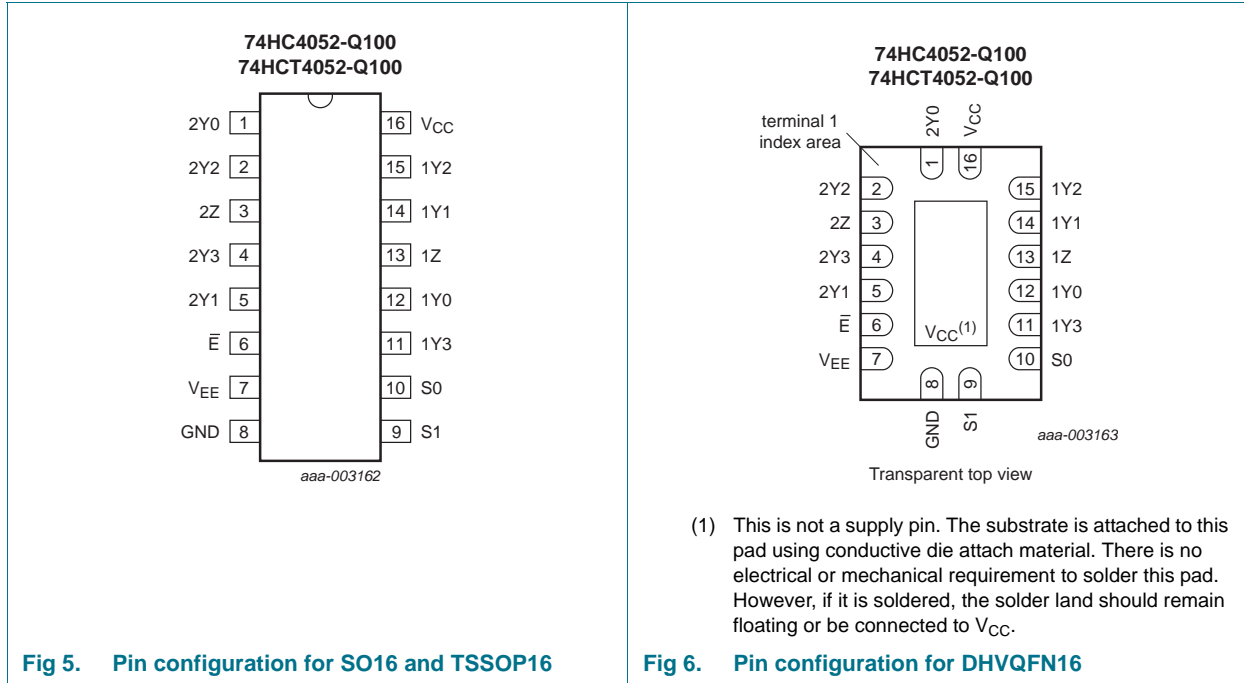 74HC4052-Q100
74HCT4052-Q100
2Y0 1 16 VCC
2Y2 2 15 1Y2
2Z 3 14 1Y1
2Y3 4 13 1Z
2Y1 5 12 1Y0
E̅ 6 11 1Y3
VEE 7 10 S0
GND 8 9 S1
aaa-003162
Fig 5. Pin configuration for SO16 and TSSOP16
74HC4052-Q100
74HCT4052-Q100
terminal 1
index area
2Y0 VCC
1 16
2Y2 2 15 1Y2
2Z 3 14 1Y1
2Y3 4 13 1Z
2Y1 5 12 1Y0
E̅ 6 VCC(1) 11 1Y3
VEE 7 10 S0
8 9
GND S1
aaa-003163
Transparent top view
(1) This is not a supply pin. The substrate is attached to this
pad using conductive die attach material. There is no
electrical or mechanical requirement to solder this pad.
However, if it is soldered, the solder land should remain
floating or be connected to VCC.
Fig 6. Pin configuration for DHVQFN16